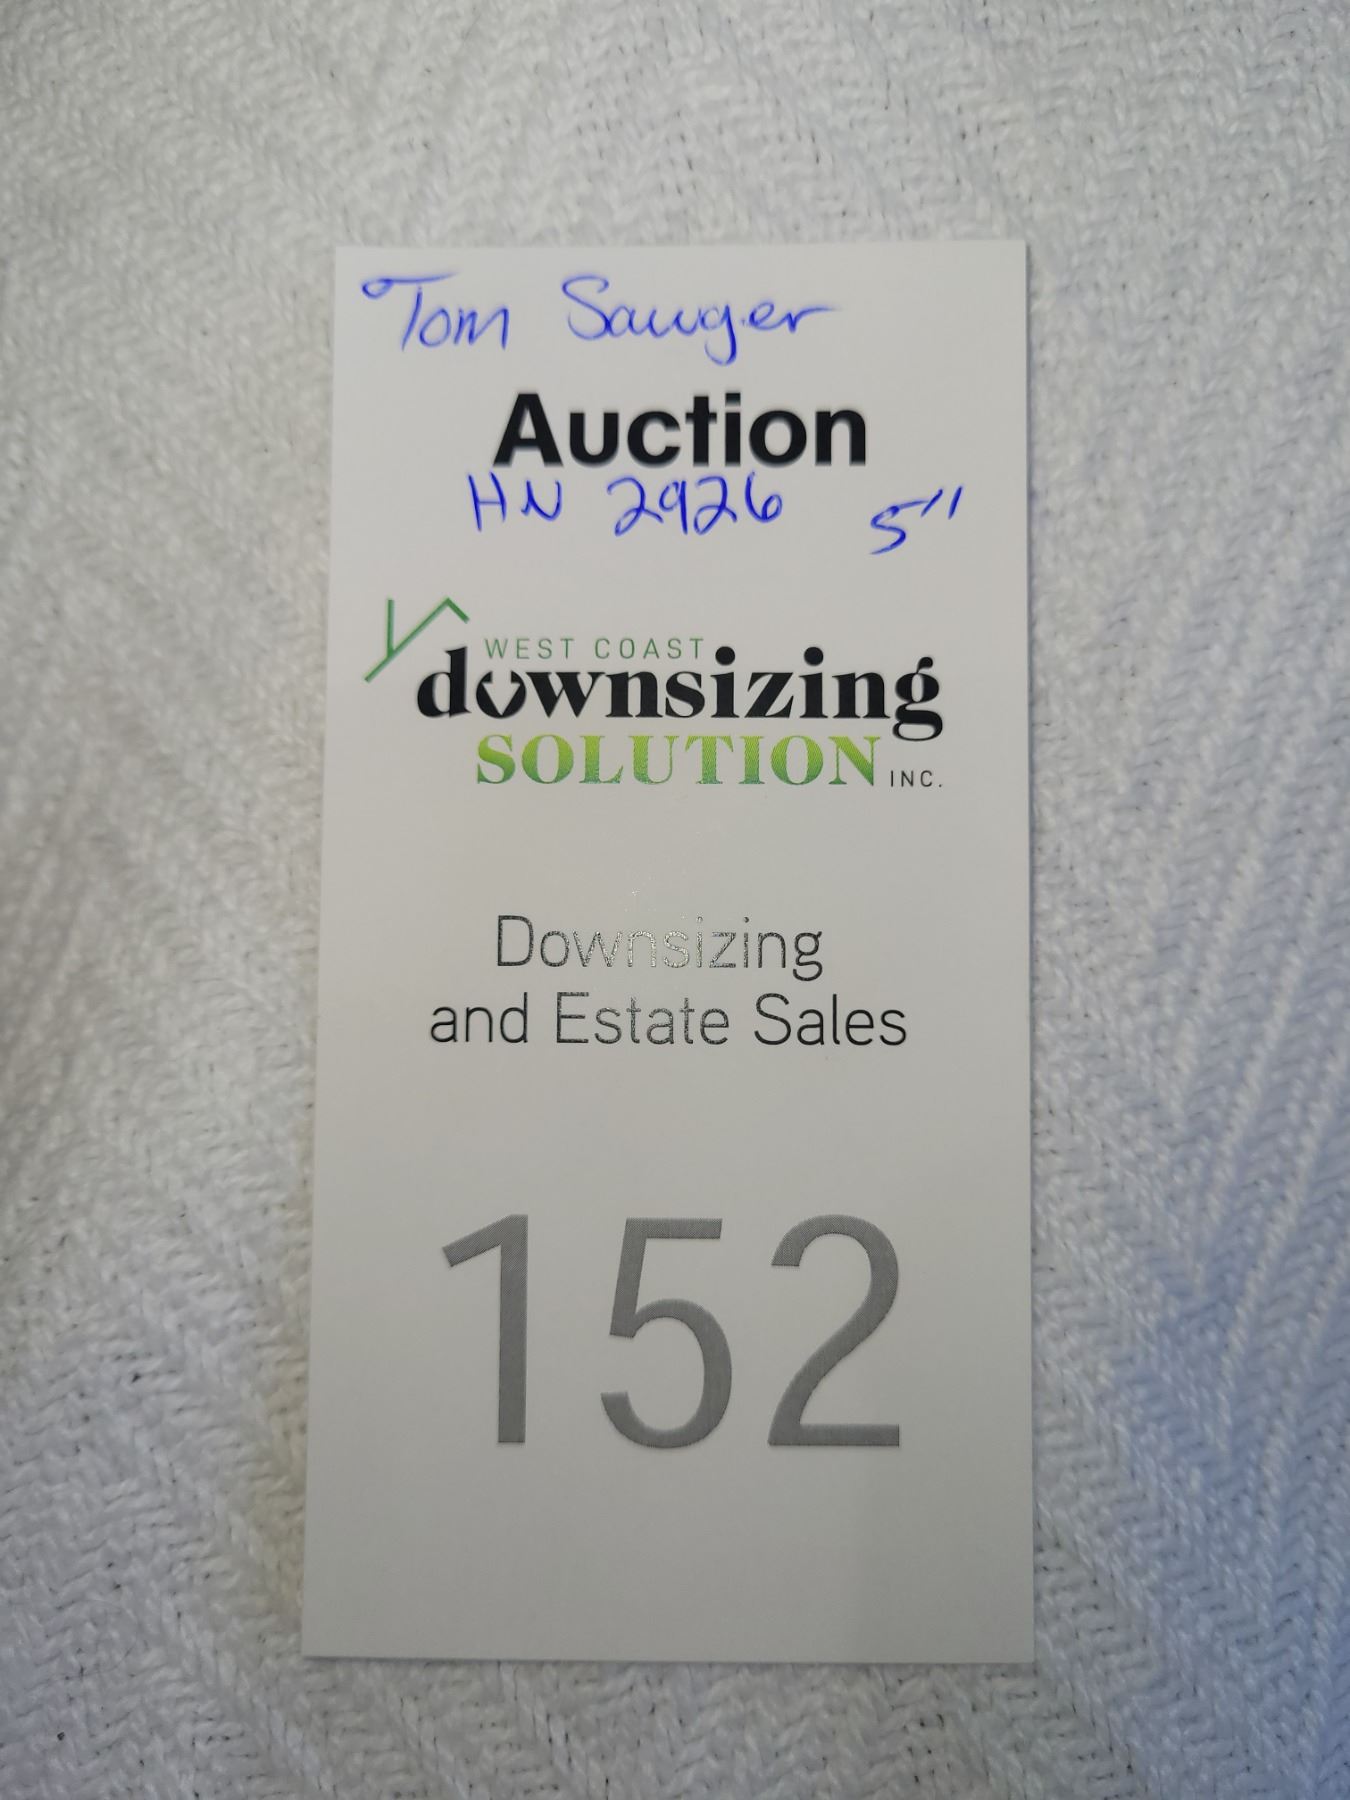 Tom Sawyer
Auction
HN 2926 5"
WEST COAST
downsizing
SOLUTION INC.
Downsizing
and Estate Sales
152